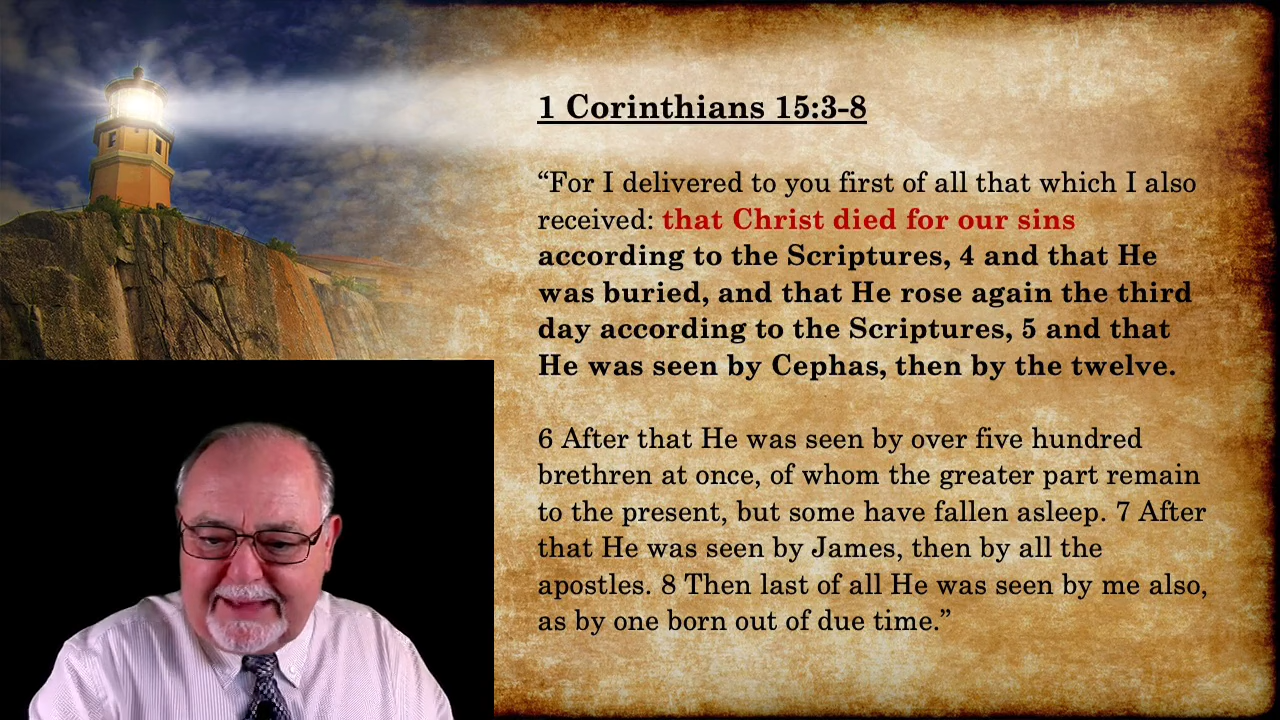 1 Corinthians 15:3-8
“For I delivered to you first of all that which I also
received: that Christ died for our sins
according to the Scriptures, 4 and that He
was buried, and that He rose again the third
day according to the Scriptures, 5 and that
He was seen by Cephas, then by the twelve.
6 After that He was seen by over five hundred
brethren at once, of whom the greater part remain
to the present, but some have fallen asleep. 7 After
that He was seen by James, then by all the
apostles. 8 Then last of all He was seen by me also,
as by one born out of due time.”